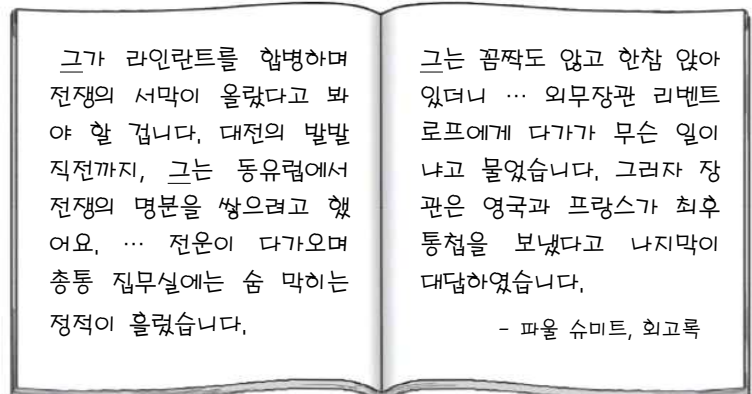 그가 라인란트를 합병하며
전쟁의 서막이 올랐다고 봐
야 할 겁니다. 대전의 발발
직전까지, 그는 동유럽에서
전쟁의 명분을 쌓으려고 했
어요. … 전운이 다가오며
총통 집무실에는 숨 막히는
정적이 흘렀습니다.
그는 꼼짝도 않고 한참 앉아
있더니 … 외무장관 리벤트
로프에게 다가가 무슨 일이
냐고 물었습니다. 그러자 장
관은 영국과 프랑스가 최후
통첩을 보냈다고 나지막이
대답하였습니다.
- 파울 슈미트, 회고록